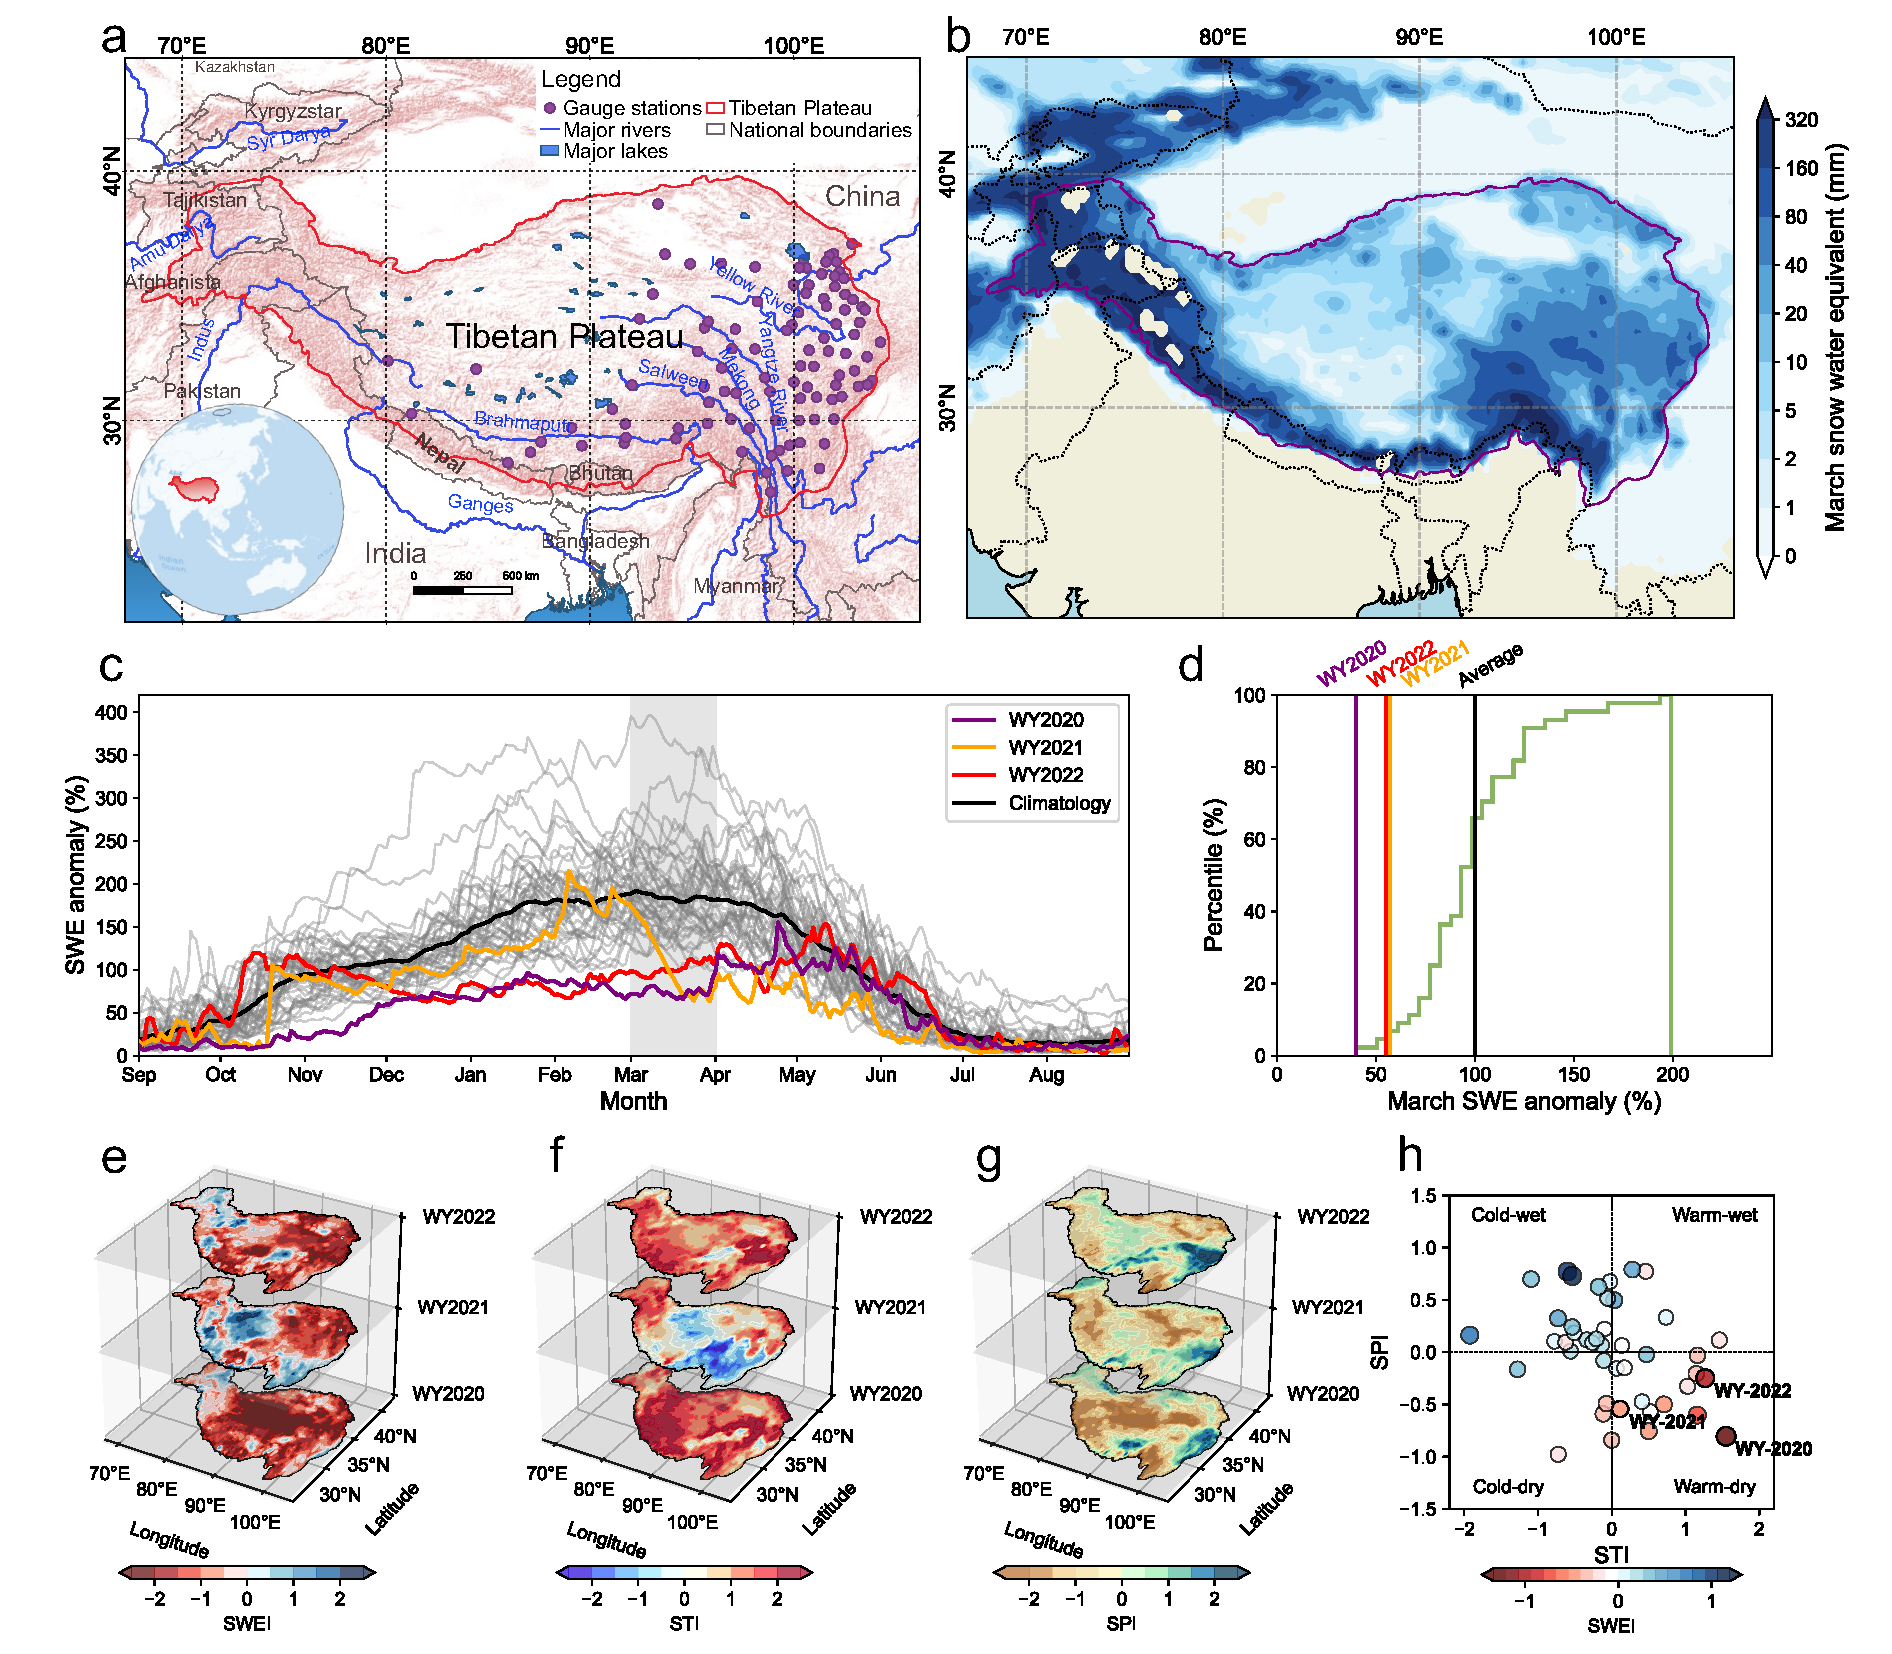 a
70°E 80°E 90°E 100°E
40°N
30°N
Legend
Gauge stations
Tibetan Plateau
Major rivers
National boundaries
Major lakes
Kazakhstan
Kyrgyzstar
Syr Darya
Tajikistan
Amu Darya
Afghanista
Indus
Pakistan
China
Tibetan Plateau
Yellow River
Yangtze River
Mekong
Salween
Brahmaputr
Nepal
Bhutan
Ganges
Bangladesh
India
Myanmar
0 250 500 km
b
70°E 80°E 90°E 100°E
40°N
30°N
320
160
80
40
20
10
5
2
1
0
March snow water equivalent (mm)
c
SWE anomaly (%)
400
350
300
250
200
150
100
50
0
Sep Oct Nov Dec Jan Feb Mar Apr May Jun Jul Aug
Month
WY2020
WY2021
WY2022
Climatology
d
WY2020
WY2022
WY2021
Average
Percentile (%)
100
80
60
40
20
0
0 50 100 150 200
March SWE anomaly (%)
e
WY2022
WY2021
WY2020
40°N
35°N
30°N
Latitude
70°E
80°E
90°E
100°E
Longitude
−2 −1 0 1 2
SWEI
f
WY2022
WY2021
WY2020
40°N
35°N
30°N
Latitude
70°E
80°E
90°E
100°E
Longitude
−2 −1 0 1 2
STI
g
WY2022
WY2021
WY2020
40°N
35°N
30°N
Latitude
70°E
80°E
90°E
100°E
Longitude
−2 −1 0 1 2
SPI
h
SPI
1.5
1.0
0.5
0.0
−0.5
−1.0
−1.5
Cold-wet
Warm-wet
WY-2022
WY-2021
WY-2020
Cold-dry
Warm-dry
−2 −1 0 1 2
STI
−1 0 1
SWEI